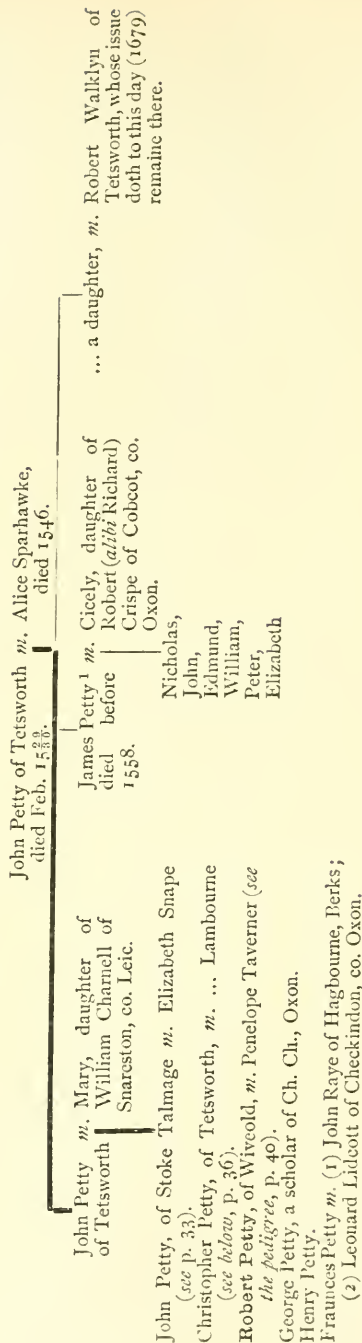 John Petty of Tetsworth m. Alice Sparhawke,
died Feb. 15 29/30. died 1546.
John Petty m. Mary, daughter of
of Tetsworth William Charnell of
Snareston, co. Leic.
James Petty 1 m. Cicely, daughter of
died Robert (alibi Richard)
before Crispe of Cobcot, co.
1558. Oxon.
... a daughter, m. Robert Walklyn of
Tetsworth, whose issue
doth to this day (1679)
remaine there.
Nicholas,
John,
Edmund,
William,
Peter,
Elizabeth
John Petty, of Stoke Talmage m. Elizabeth Snape
(see p. 33).
Christopher Petty, of Tetsworth, m. ... Lambourne
(see below, p. 36).
Robert Petty, of Wiveold, m. Penelope Taverner (see
the pedigree, p. 40).
George Petty, a scholar of Ch. Ch., Oxon.
Henry Petty.
Fraunces Petty m. (1) John Raye of Hagbourne, Berks;
(2) Leonard Lidcott of Checkindon, co. Oxon.